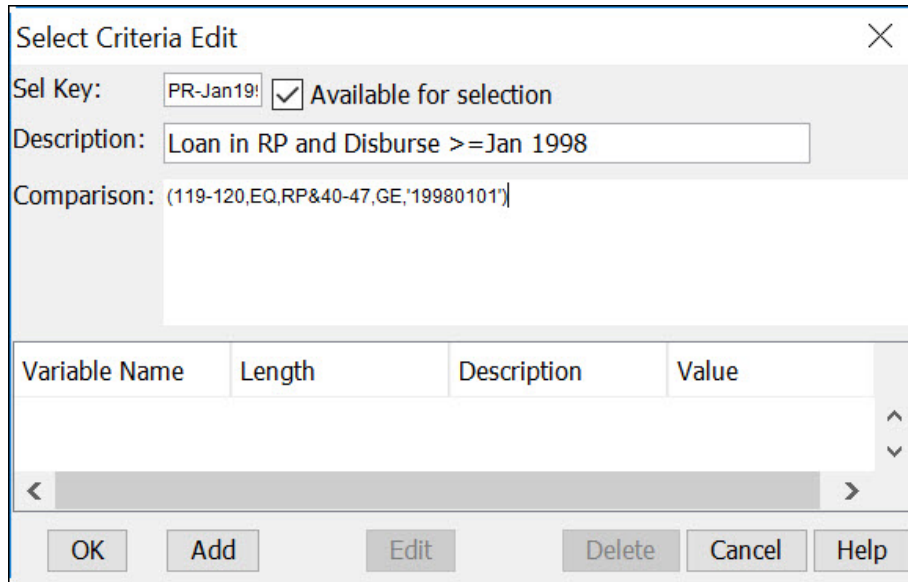 Select Criteria Edit
Sel Key: PR-Jan19 Available for selection
Description: Loan in RP and Disburse >=Jan 1998
Comparison: (119-120,EQ,RP&40-47,GE,'19980101')
Variable Name Length Description Value
OK Add Edit Delete Cancel Help